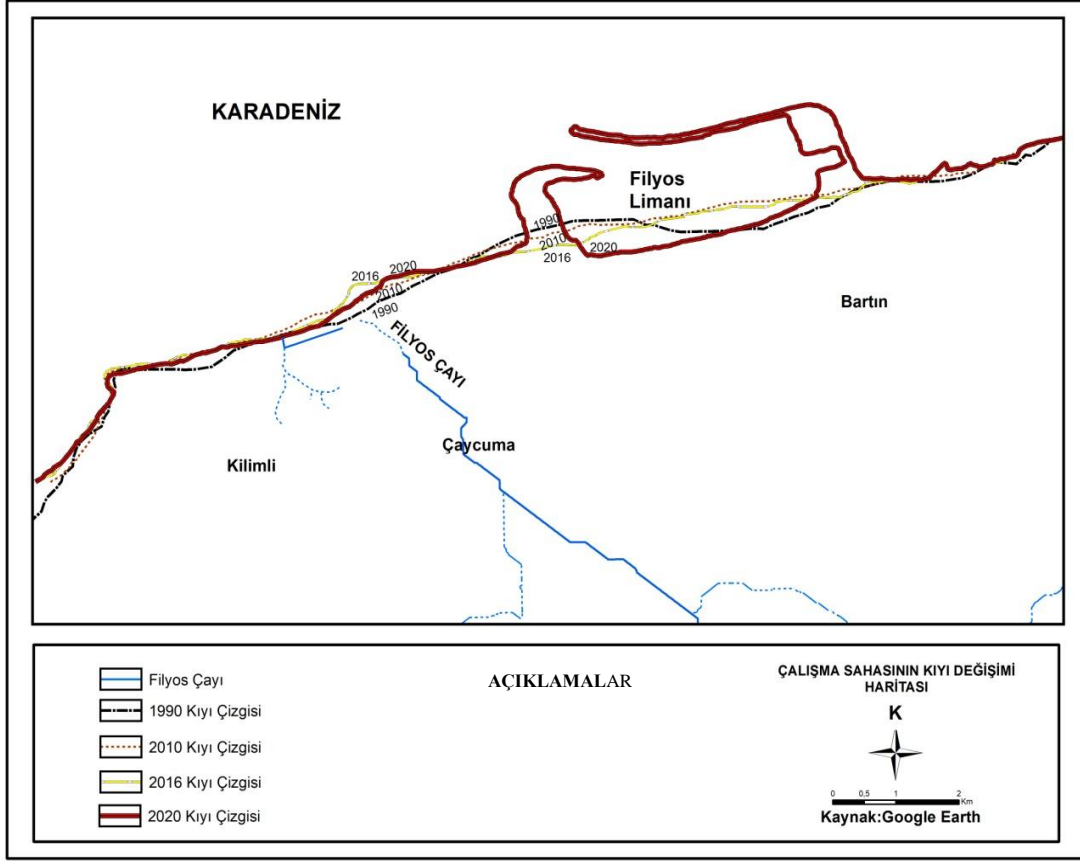 KARADENİZ
Filyos
Limanı
1990
2010
2016
2020
2016
2020
2010
1990
FİLYOS ÇAYI
Bartın
Çaycuma
Kilimli
AÇIKLAMALAR
Filyos Çayı
1990 Kıyı Çizgisi
2010 Kıyı Çizgisi
2016 Kıyı Çizgisi
2020 Kıyı Çizgisi
ÇALIŞMA SAHASININ KIYI DEĞİŞİMİ
HARİTASI
K
0 0,5 1 2
Km
Kaynak:Google Earth